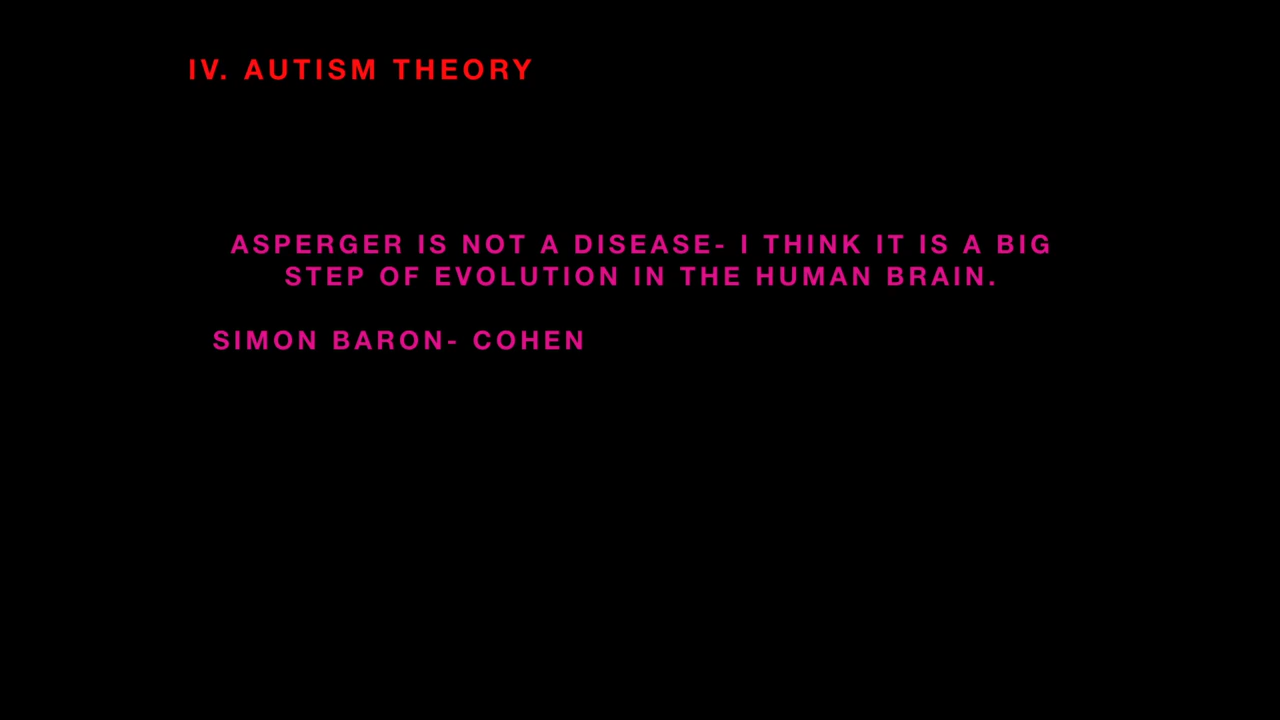 IV. AUTISM THEORY
ASPERGER IS NOT A DISEASE- I THINK IT IS A BIG
STEP OF EVOLUTION IN THE HUMAN BRAIN.
SIMON BARON- COHEN